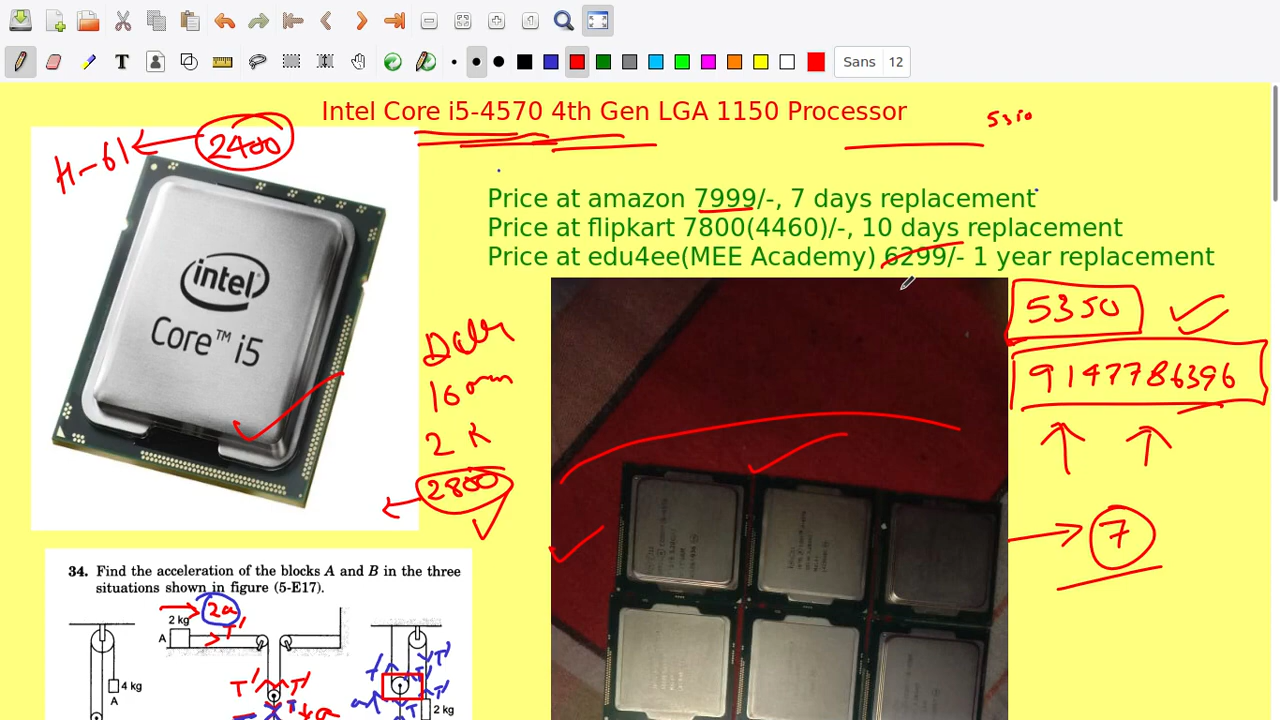 Sans 12
Intel Core i5-4570 4th Gen LGA 1150 Processor
5350
H-61
2400
Price at amazon 7999/-, 7 days replacement
Price at flipkart 7800(4460)/-, 10 days replacement
Price at edu4ee(MEE Academy) 6299/- 1 year replacement
intel
Core™ i5
5350
9147786396
2 K
2800
7
34. Find the acceleration of the blocks A and B in the three
situations shown in figure (5-E17).
2a
2 kg
A
T'
T' T'
4 kg
A
T'
T'
T
2 kg